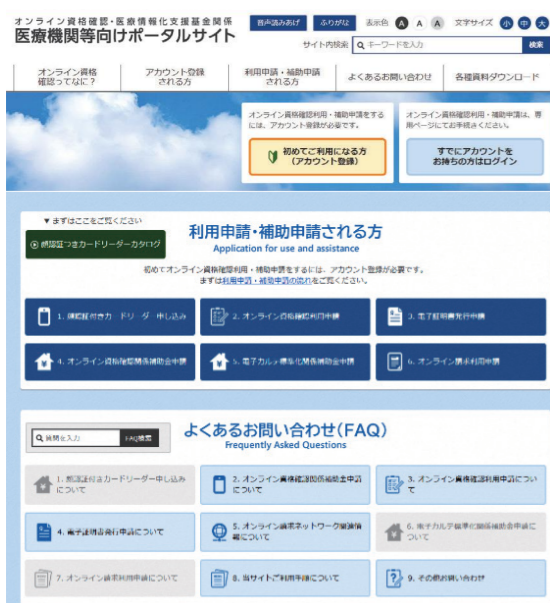 オンライン資格確認・医療情報化支援基金関係
医療機関等向けポータルサイト
音声読みあげ ふりがな 表示色 A A A 文字サイズ 小 中 大
サイト内検索 キーワードを入力 検索
オンライン資格
確認ってなに?
アカウント登録
される方
利用申請・補助申請
される方
よくあるお問い合わせ
各種資料ダウンロード
オンライン資格確認利用・補助申請をする
には、アカウント登録が必要です。
初めてご利用になる方
(アカウント登録)
オンライン資格確認利用・補助申請は、専
用ページにてお手続きください。
すでにアカウントを
お持ちの方はログイン
▼まずはここをご覧ください
顔認証つきカードリーダーカタログ
利用申請・補助申請される方
Application for use and assistance
初めてオンライン資格確認利用・補助申請をするには、アカウント登録が必要です。
まずは利用申請・補助申請の流れをご覧ください。
1. 顔認証付きカードリーダー申し込み
2. オンライン資格確認利用申請
3. 電子証明書発行申請
4. オンライン資格確認関係補助金申請
5. 電子カルテ標準化関係補助金申請
6. オンライン請求利用申請
質問を入力 FAQ検索
よくあるお問い合わせ(FAQ)
Frequently Asked Questions
1. 顔認証付きカードリーダー申し込み
について
2. オンライン資格確認関係補助金申請
について
3. オンライン資格確認利用申請につい
て
4. 電子証明書発行申請について
5. オンライン請求ネットワーク関連情
報について
6. 電子カルテ標準化関係補助金申請に
ついて
7. オンライン請求利用申請について
8. 当サイトご利用手順について
9. その他お問い合わせ